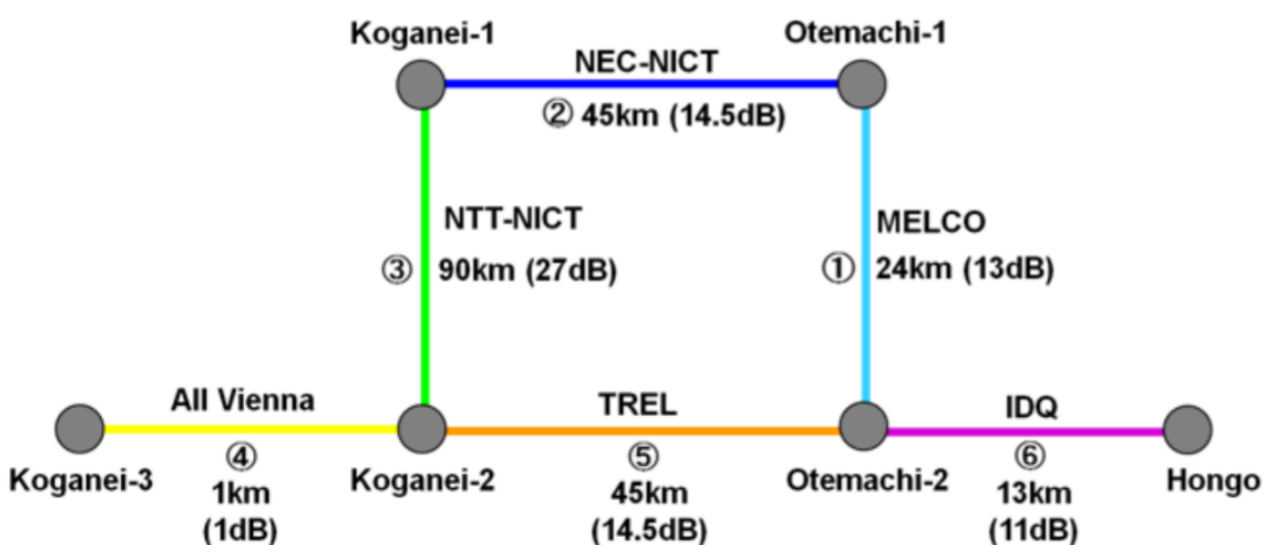 Koganei-1
Otemachi-1
NEC-NICT
② 45km (14.5dB)
NTT-NICT
③ 90km (27dB)
MELCO
① 24km (13dB)
All Vienna
④
Koganei-3
1km
(1dB)
Koganei-2
TREL
⑤
45km
(14.5dB)
Otemachi-2
IDQ
⑥
13km
(11dB)
Hongo